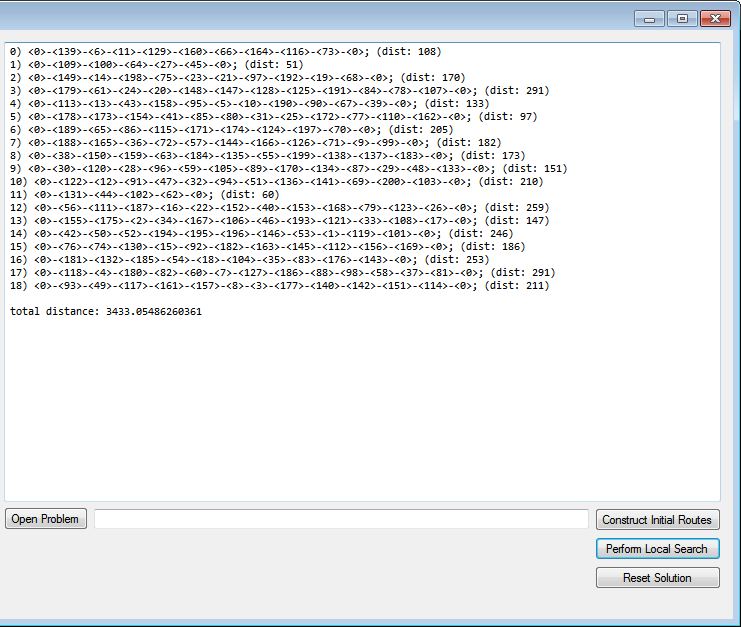 0) <0>-<139>-<6>-<11>-<129>-<160>-<66>-<164>-<116>-<73>-<0>; (dist: 108)
1) <0>-<109>-<100>-<64>-<27>-<45>-<0>; (dist: 51)
2) <0>-<149>-<14>-<198>-<75>-<23>-<21>-<97>-<192>-<19>-<68>-<0>; (dist: 170)
3) <0>-<179>-<61>-<24>-<20>-<148>-<147>-<128>-<125>-<191>-<84>-<78>-<107>-<0>; (dist: 291)
4) <0>-<113>-<13>-<43>-<158>-<95>-<5>-<10>-<190>-<90>-<67>-<39>-<0>; (dist: 133)
5) <0>-<178>-<173>-<154>-<41>-<85>-<80>-<31>-<25>-<172>-<77>-<110>-<162>-<0>; (dist: 97)
6) <0>-<189>-<65>-<86>-<115>-<171>-<174>-<124>-<197>-<70>-<0>; (dist: 205)
7) <0>-<188>-<165>-<36>-<72>-<57>-<144>-<166>-<126>-<71>-<9>-<99>-<0>; (dist: 182)
8) <0>-<38>-<150>-<159>-<63>-<184>-<135>-<55>-<199>-<138>-<137>-<183>-<0>; (dist: 173)
9) <0>-<30>-<120>-<28>-<96>-<59>-<105>-<89>-<170>-<134>-<87>-<29>-<48>-<133>-<0>; (dist: 151)
10) <0>-<122>-<12>-<91>-<47>-<32>-<94>-<51>-<136>-<141>-<69>-<200>-<103>-<0>; (dist: 210)
11) <0>-<131>-<44>-<102>-<62>-<0>; (dist: 60)
12) <0>-<56>-<111>-<187>-<16>-<22>-<152>-<40>-<153>-<168>-<79>-<123>-<26>-<0>; (dist: 259)
13) <0>-<155>-<175>-<2>-<34>-<167>-<106>-<46>-<193>-<121>-<33>-<108>-<17>-<0>; (dist: 147)
14) <0>-<42>-<50>-<52>-<194>-<195>-<196>-<146>-<53>-<1>-<119>-<101>-<0>; (dist: 246)
15) <0>-<76>-<74>-<130>-<15>-<92>-<182>-<163>-<145>-<112>-<156>-<169>-<0>; (dist: 186)
16) <0>-<181>-<132>-<185>-<54>-<18>-<104>-<35>-<83>-<176>-<143>-<0>; (dist: 253)
17) <0>-<118>-<4>-<180>-<82>-<60>-<7>-<127>-<186>-<88>-<98>-<58>-<37>-<81>-<0>; (dist: 291)
18) <0>-<93>-<49>-<117>-<161>-<157>-<8>-<3>-<177>-<140>-<142>-<151>-<114>-<0>; (dist: 211)
total distance: 3433.05486260361
Open Problem
Construct Initial Routes
Perform Local Search
Reset Solution